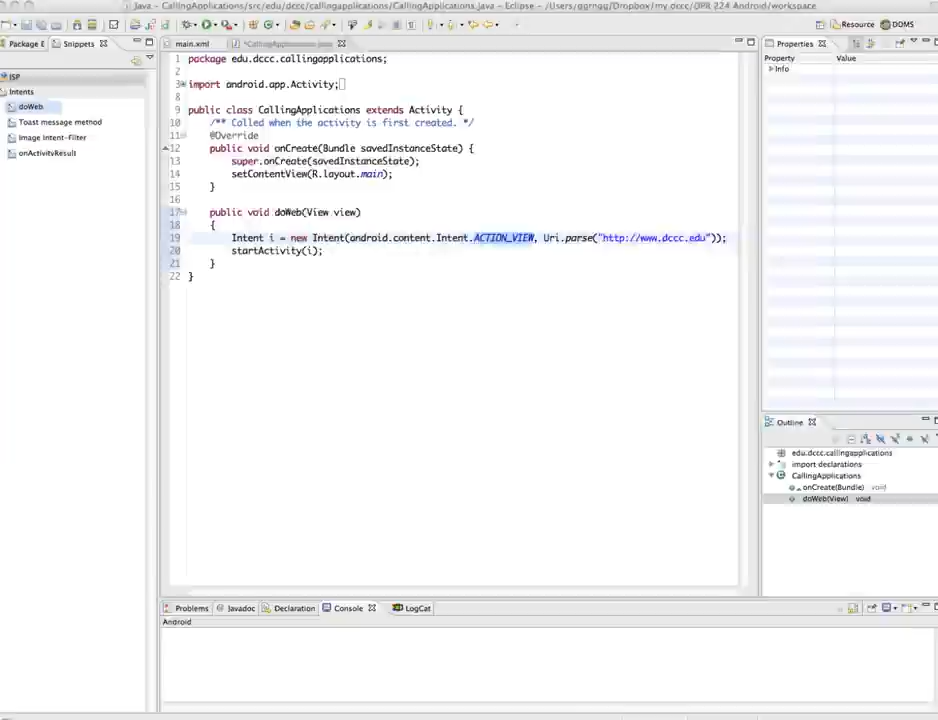 Java - CallingApplications/src/edu/dccc/callingapplications/CallingApplications.java - Eclipse - /Users/ggrngg/Dropbox/my dccc/DPR 224 Android/workspace
Resource DDMS
Package E Snippets
main.xml *CallingApplications.java
Properties
ISP
Intents
doWeb
Toast message method
Image Intent-Filter
onActivityResult
1 package edu.dccc.callingapplications;
2
3 import android.app.Activity;
8
9 public class CallingApplications extends Activity {
10 /** Called when the activity is first created. */
11 @Override
12 public void onCreate(Bundle savedInstanceState) {
13 super.onCreate(savedInstanceState);
14 setContentView(R.layout.main);
15 }
16
17 public void doWeb(View view)
18 {
19 Intent i = new Intent(android.content.Intent.ACTION_VIEW, Uri.parse("http://www.dccc.edu"));
20 startActivity(i);
21 }
22 }
Property Value
Info
Outline
edu.dccc.callingapplications
import declarations
CallingApplications
onCreate(Bundle) void
doWeb(View) void
Problems Javadoc Declaration Console LogCat
Android